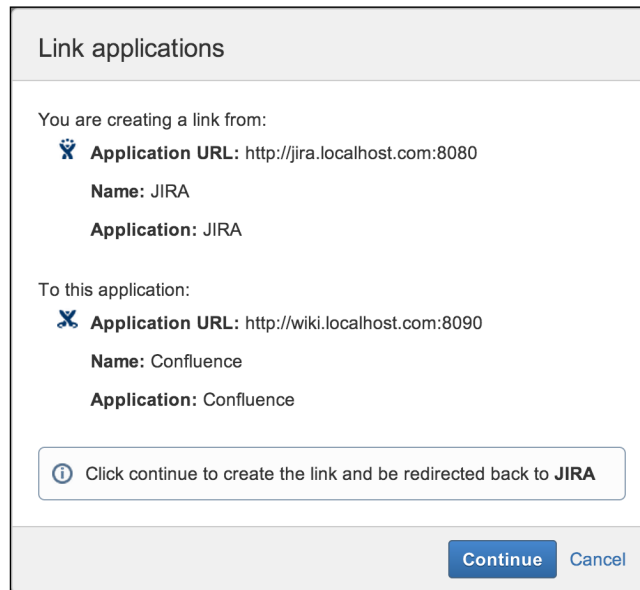 Link applications
You are creating a link from:
Application URL: http://jira.localhost.com:8080
Name: JIRA
Application: JIRA
To this application:
Application URL: http://wiki.localhost.com:8090
Name: Confluence
Application: Confluence
Click continue to create the link and be redirected back to JIRA
Continue Cancel